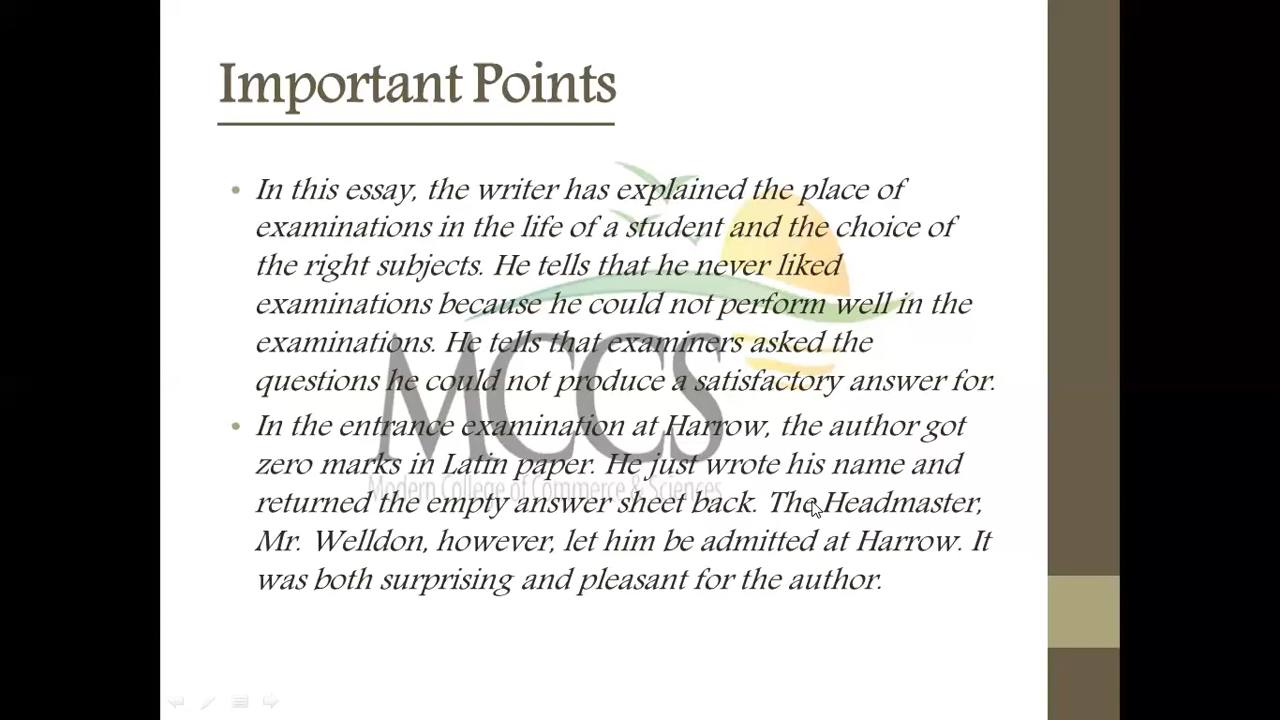 Important Points
• In this essay, the writer has explained the place of
examinations in the life of a student and the choice of
the right subjects. He tells that he never liked
examinations because he could not perform well in the
examinations. He tells that examiners asked the
questions he could not produce a satisfactory answer for.
• In the entrance examination at Harrow, the author got
zero marks in Latin paper. He just wrote his name and
returned the empty answer sheet back. The Headmaster,
Mr. Welldon, however, let him be admitted at Harrow. It
was both surprising and pleasant for the author.
MCCS
Modern College of Commerce & Sciences